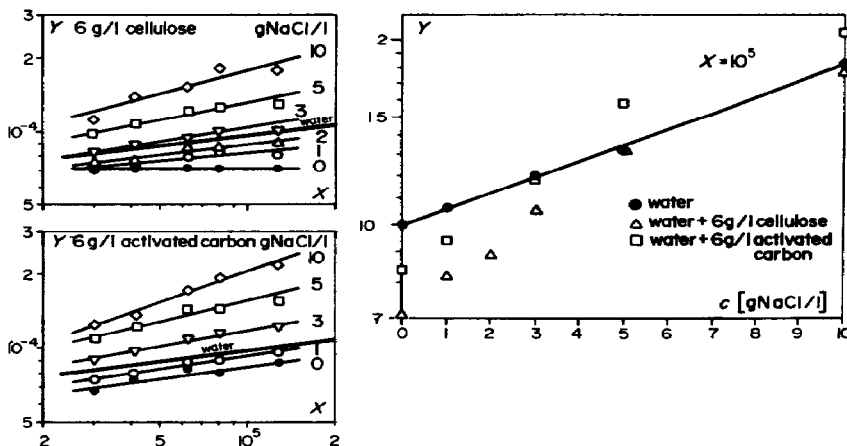 Y 6 g/l cellulose gNaCl/l
3
2
10
5
3
water
2
1
0
10⁻⁴
5
X
Y 6 g/l activated carbon gNaCl/l
3
2
10
5
3
water
1
0
10⁻⁴
5
X
2 5 10⁵ 2
Y
2
1.5
10
7
X = 10⁵
water
water + 6g/l cellulose
water + 6g/l activated carbon
c [gNaCl/l]
0 1 2 3 4 5 6 7 8 9 10